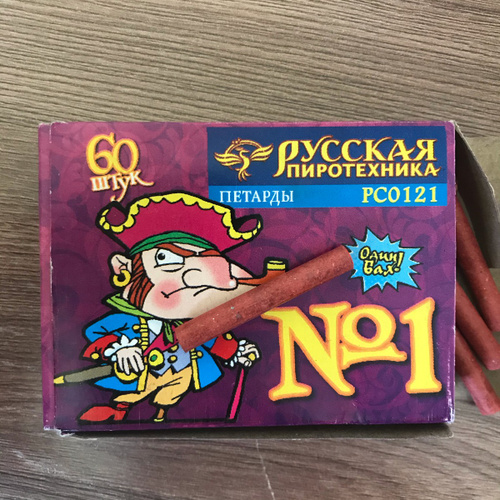 60
ШТУК
РУССКАЯ
ПИРОТЕХНИКА
ПЕТАРДЫ
РС0121
Один
Бах
№1